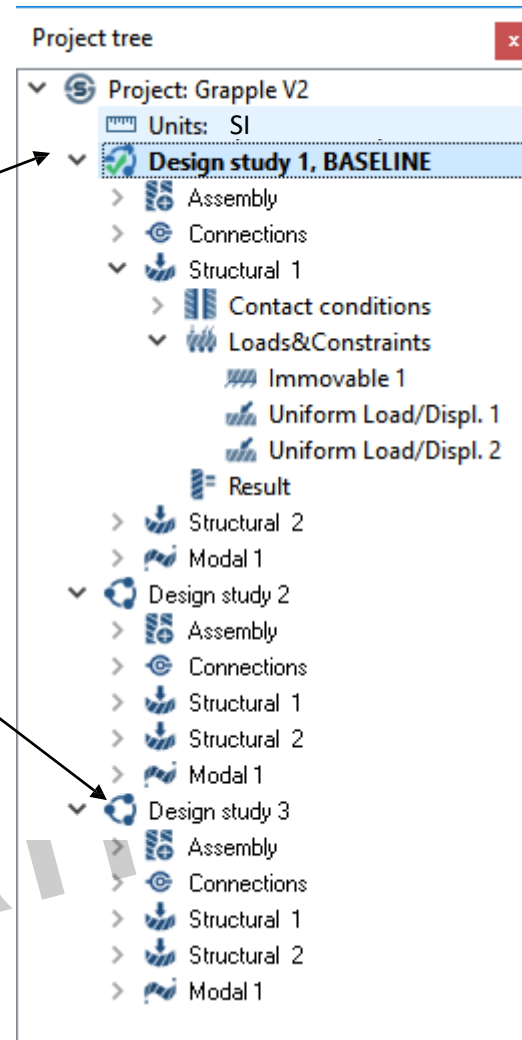 Project tree
x
Project: Grapple V2
Units: SI
Design study 1, BASELINE
Assembly
Connections
Structural 1
Contact conditions
Loads&Constraints
Immovable 1
Uniform Load/Displ. 1
Uniform Load/Displ. 2
Result
Structural 2
Modal 1
Design study 2
Assembly
Connections
Structural 1
Structural 2
Modal 1
Design study 3
Assembly
Connections
Structural 1
Structural 2
Modal 1